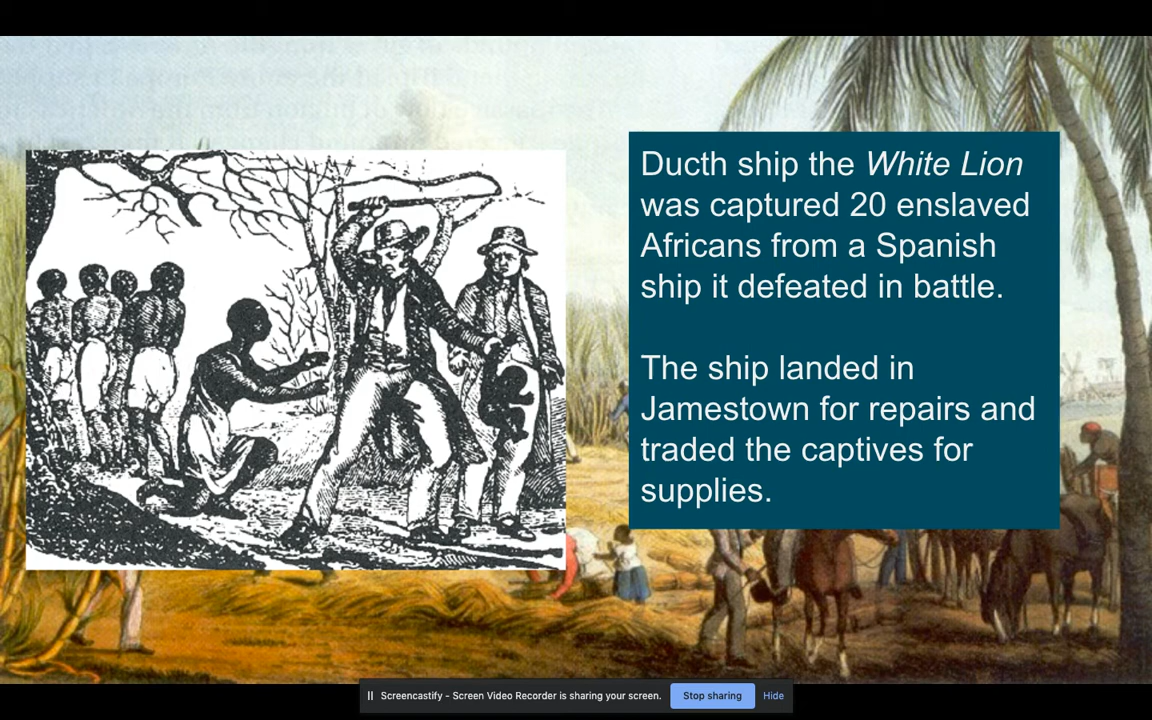 Ducth ship the White Lion
was captured 20 enslaved
Africans from a Spanish
ship it defeated in battle.
The ship landed in
Jamestown for repairs and
traded the captives for
supplies.
Screencastify - Screen Video Recorder is sharing your screen.
Stop sharing
Hide